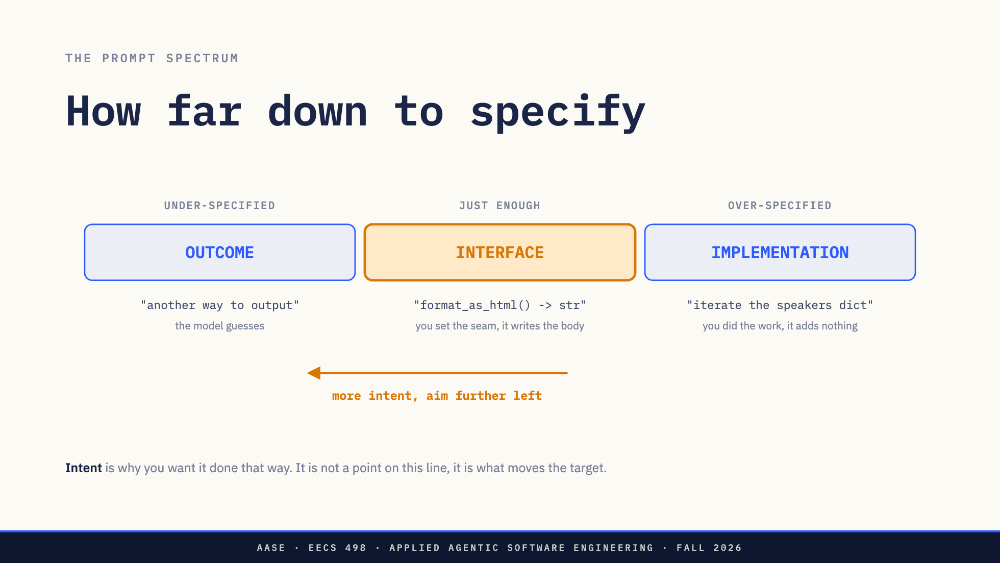 THE PROMPT SPECTRUM
How far down to specify
UNDER-SPECIFIED
OUTCOME
"another way to output"
the model guesses
JUST ENOUGH
INTERFACE
"format_as_html() -> str"
you set the seam, it writes the body
OVER-SPECIFIED
IMPLEMENTATION
"iterate the speakers dict"
you did the work, it adds nothing
more intent, aim further left
Intent is why you want it done that way. It is not a point on this line, it is what moves the target.
AASE · EECS 498 · APPLIED AGENTIC SOFTWARE ENGINEERING · FALL 2026